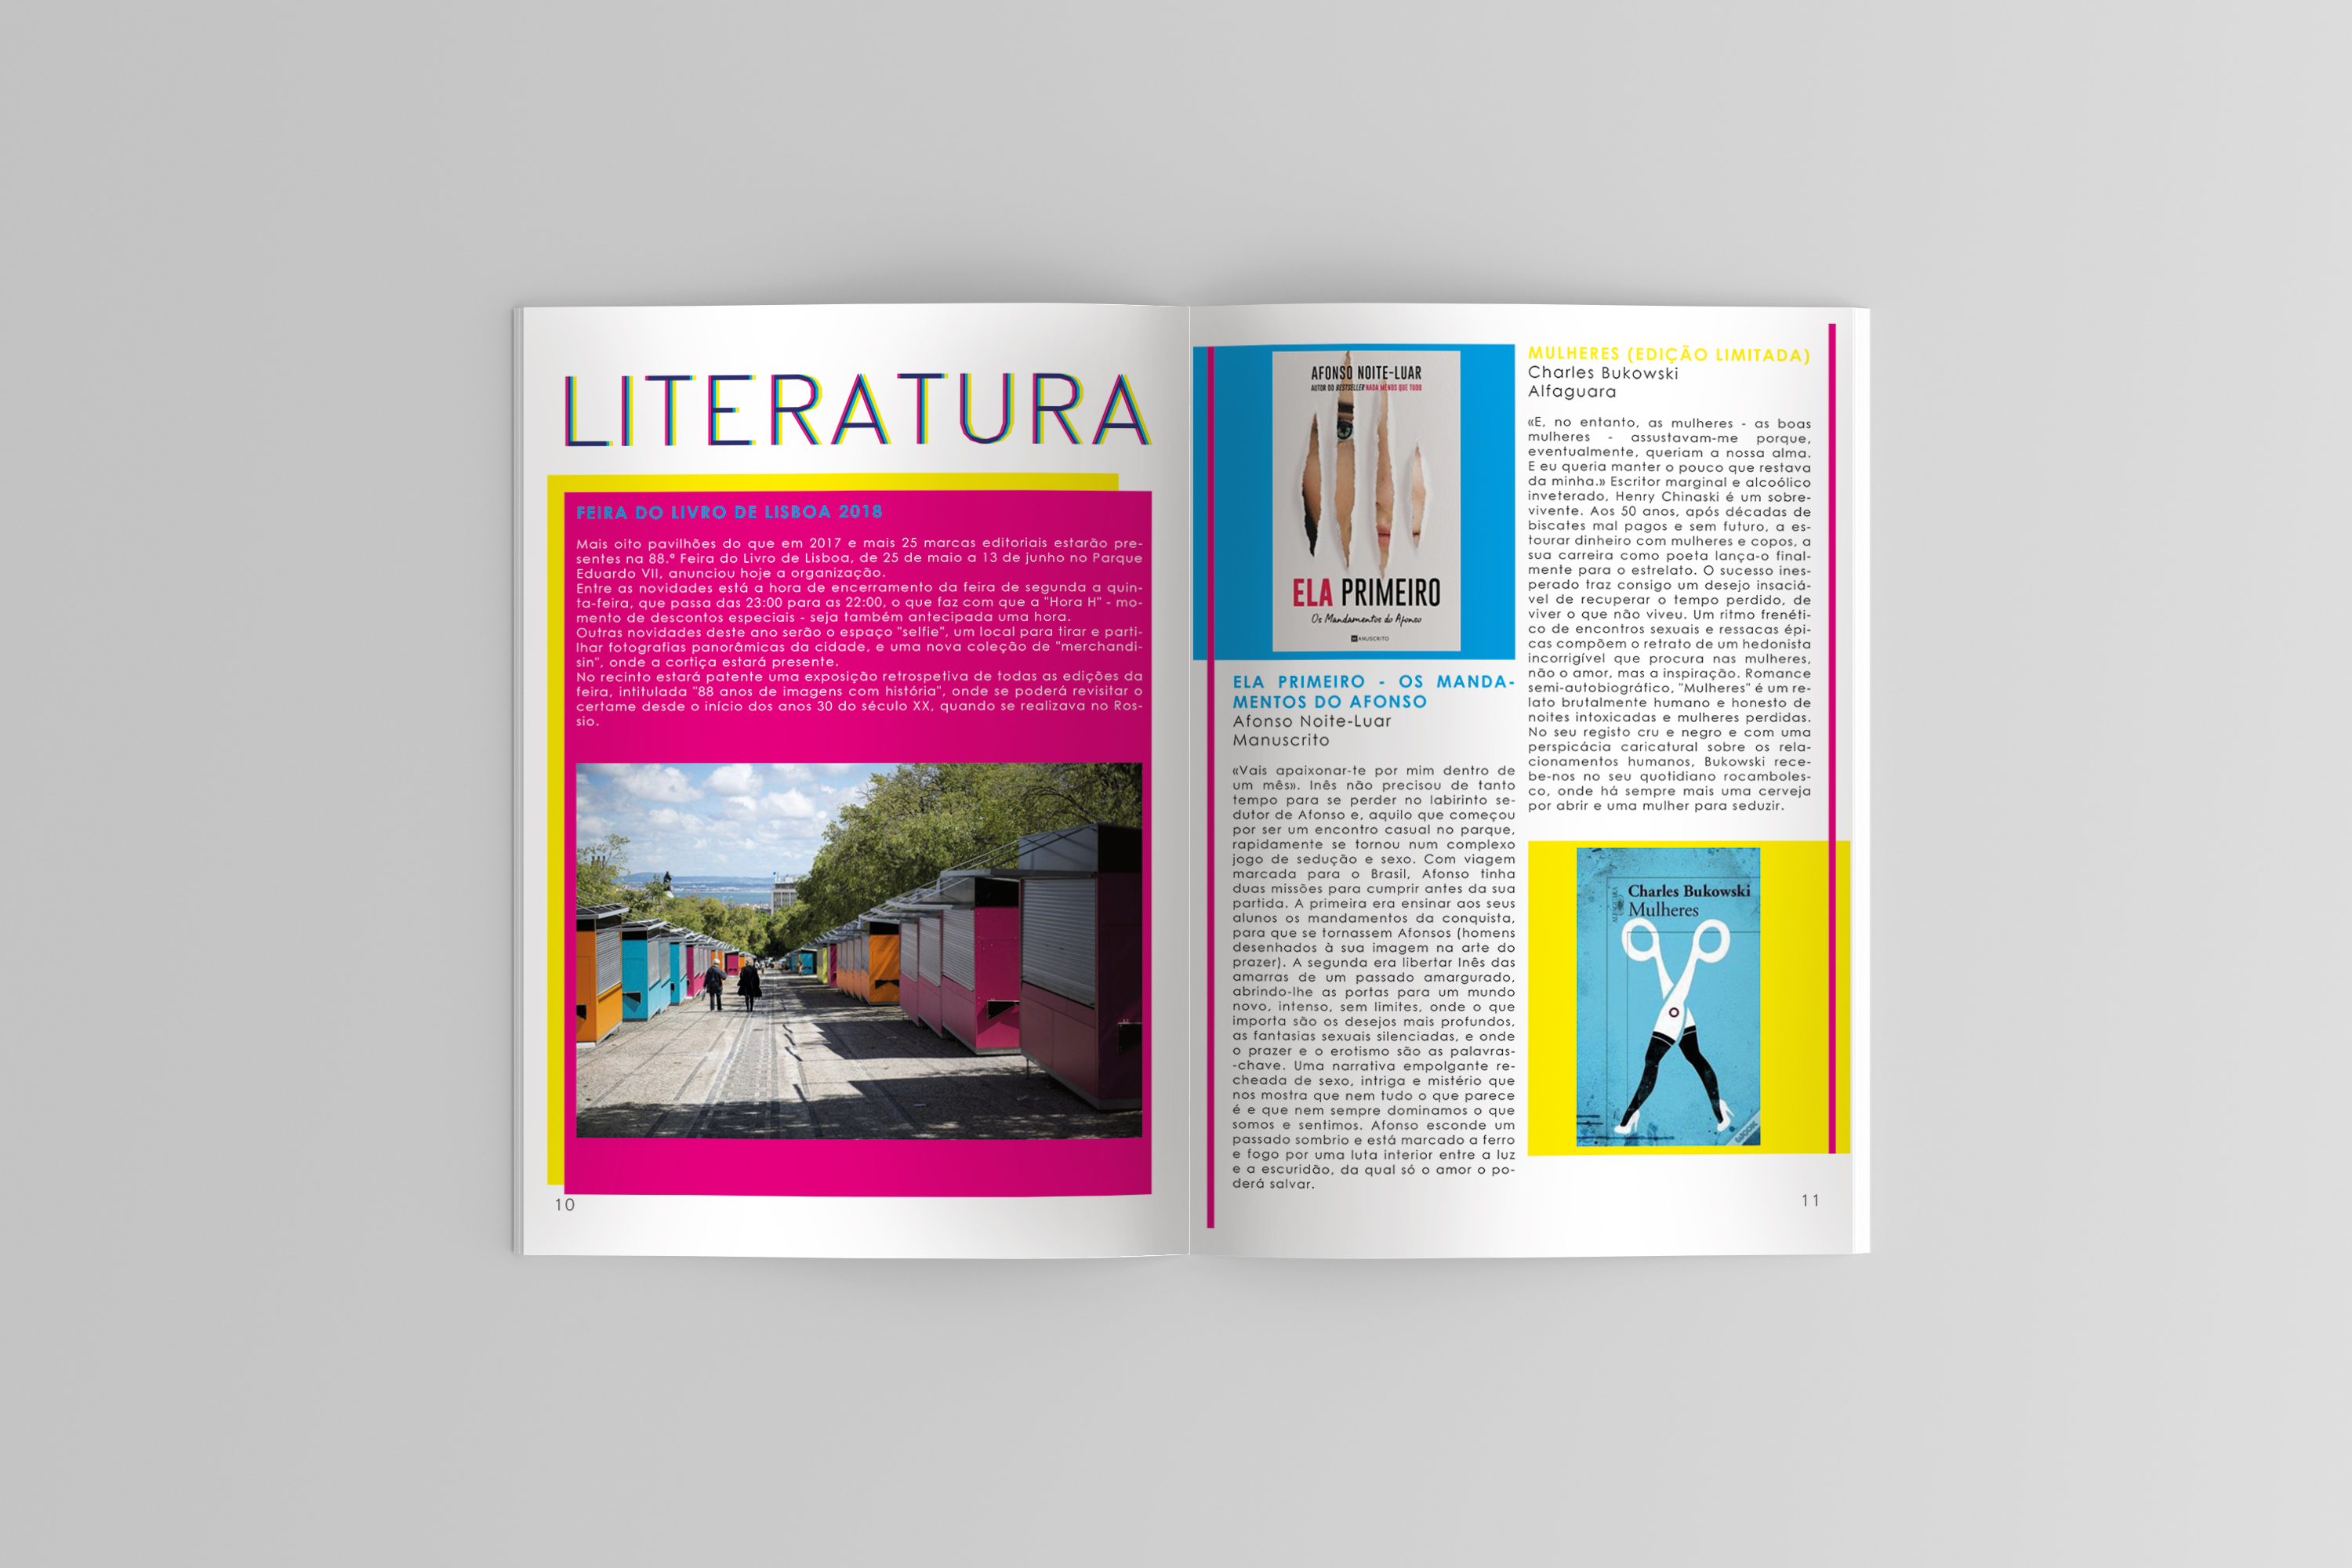 LITERATURA
FEIRA DO LIVRO DE LISBOA 2018
Mais oito pavilhões do que em 2017 e mais 25 marcas editoriais estarão pre-
sentes na 88.ª Feira do Livro de Lisboa, de 25 de maio a 13 de junho no Parque
Eduardo VII, anunciou hoje a organização.
Entre as novidades está a hora de encerramento da feira de segunda a quin-
ta-feira, que passa das 23:00 para as 22:00, o que faz com que a "Hora H" - mo-
mento de descontos especiais - seja também antecipada uma hora.
Outras novidades deste ano serão o espaço "selfie", um local para tirar e parti-
lhar fotografias panorâmicas da cidade, e uma nova coleção de "merchandi-
sin", onde a cortiça estará presente.
No recinto estará patente uma exposição retrospetiva de todas as edições da
feira, intitulada "88 anos de imagens com história", onde se poderá revisitar o
certame desde o início dos anos 30 do século XX, quando se realizava no Ros-
sio.
10
AFONSO NOITE-LUAR
AUTOR DO BESTSELLER NADA MENOS QUE TUDO
ELA PRIMEIRO
Os Mandamentos do Afonso
MANUSCRITO
ELA PRIMEIRO - OS MANDA-
MENTOS DO AFONSO
Afonso Noite-Luar
Manuscrito
«Vais apaixonar-te por mim dentro de
um mês». Inês não precisou de tanto
tempo para se perder no labirinto se-
dutor de Afonso e, aquilo que começou
por ser um encontro casual no parque,
rapidamente se tornou num complexo
jogo de sedução e sexo. Com viagem
marcada para o Brasil, Afonso tinha
duas missões para cumprir antes da sua
partida. A primeira era ensinar aos seus
alunos os mandamentos da conquista,
para que se tornassem Afonsos (homens
desenhados à sua imagem na arte do
prazer). A segunda era libertar Inês das
amarras de um passado amargurado,
abrindo-lhe as portas para um mundo
novo, intenso, sem limites, onde o que
importa são os desejos mais profundos,
as fantasias sexuais silenciadas, e onde
o prazer e o erotismo são as palavras-
-chave. Uma narrativa empolgante re-
cheada de sexo, intriga e mistério que
nos mostra que nem tudo o que parece
é e que nem sempre dominamos o que
somos e sentimos. Afonso esconde um
passado sombrio e está marcado a ferro
e fogo por uma luta interior entre a luz
e a escuridão, da qual só o amor o po-
derá salvar.
MULHERES (EDIÇÃO LIMITADA)
Charles Bukowski
Alfaguara
«E, no entanto, as mulheres - as boas
mulheres - assustavam-me porque,
eventualmente, queriam a nossa alma.
E eu queria manter o pouco que restava
da minha.» Escritor marginal e alcoólico
inveterado, Henry Chinaski é um sobre-
vivente. Aos 50 anos, após décadas de
biscates mal pagos e sem futuro, a es-
tourar dinheiro com mulheres e copos, a
sua carreira como poeta lança-o final-
mente para o estrelato. O sucesso ines-
perado traz consigo um desejo insaciá-
vel de recuperar o tempo perdido, de
viver o que não viveu. Um ritmo frenéti-
co de encontros sexuais e ressacas épi-
cas compõem o retrato de um hedonista
incorrigível que procura nas mulheres,
não o amor, mas a inspiração. Romance
semi-autobiográfico, "Mulheres" é um re-
lato brutalmente humano e honesto de
noites intoxicadas e mulheres perdidas.
No seu registo cru e negro e com uma
perspicácia caricatural sobre os rela-
cionamentos humanos, Bukowski rece-
be-nos no seu quotidiano rocamboles-
co, onde há sempre mais uma cerveja
por abrir e uma mulher para seduzir.
ALFAGUARA
Charles Bukowski
Mulheres
eBOOK
11